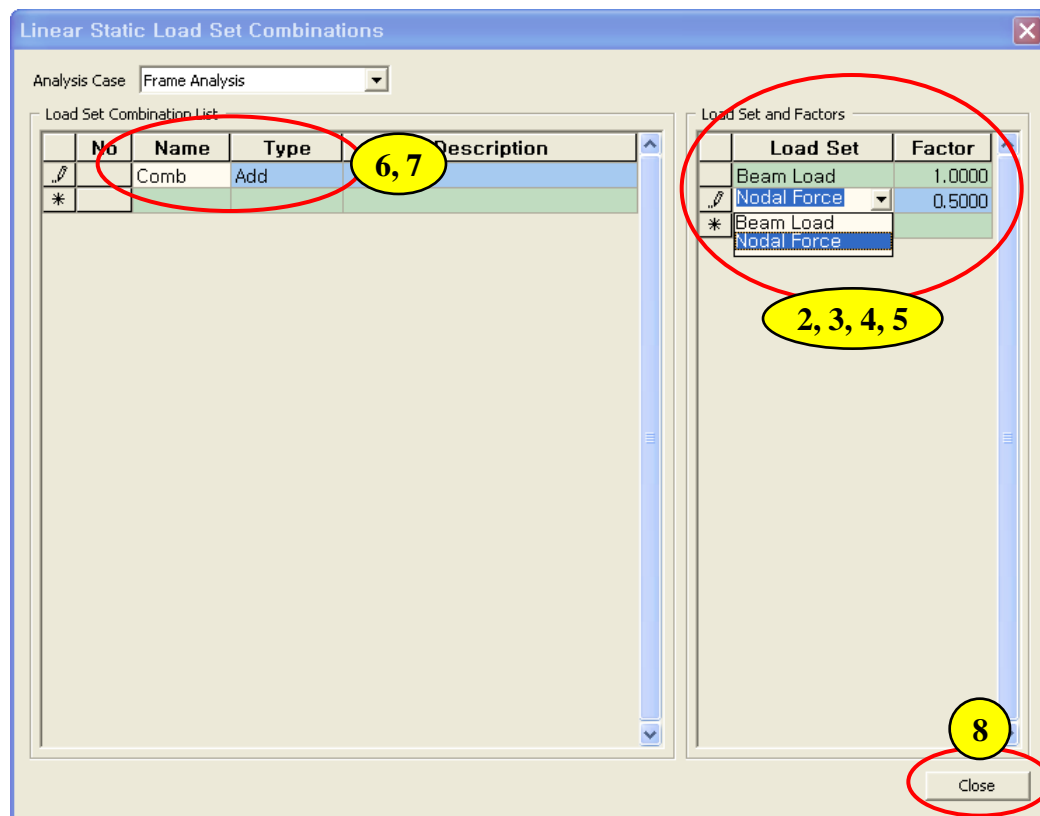 Linear Static Load Set Combinations
Analysis Case Frame Analysis
Load Set Combination List
No Name Type Description
Comb Add
6, 7
Load Set and Factors
Load Set Factor
Beam Load 1.0000
Nodal Force 0.5000
Beam Load
Nodal Force
2, 3, 4, 5
8
Close